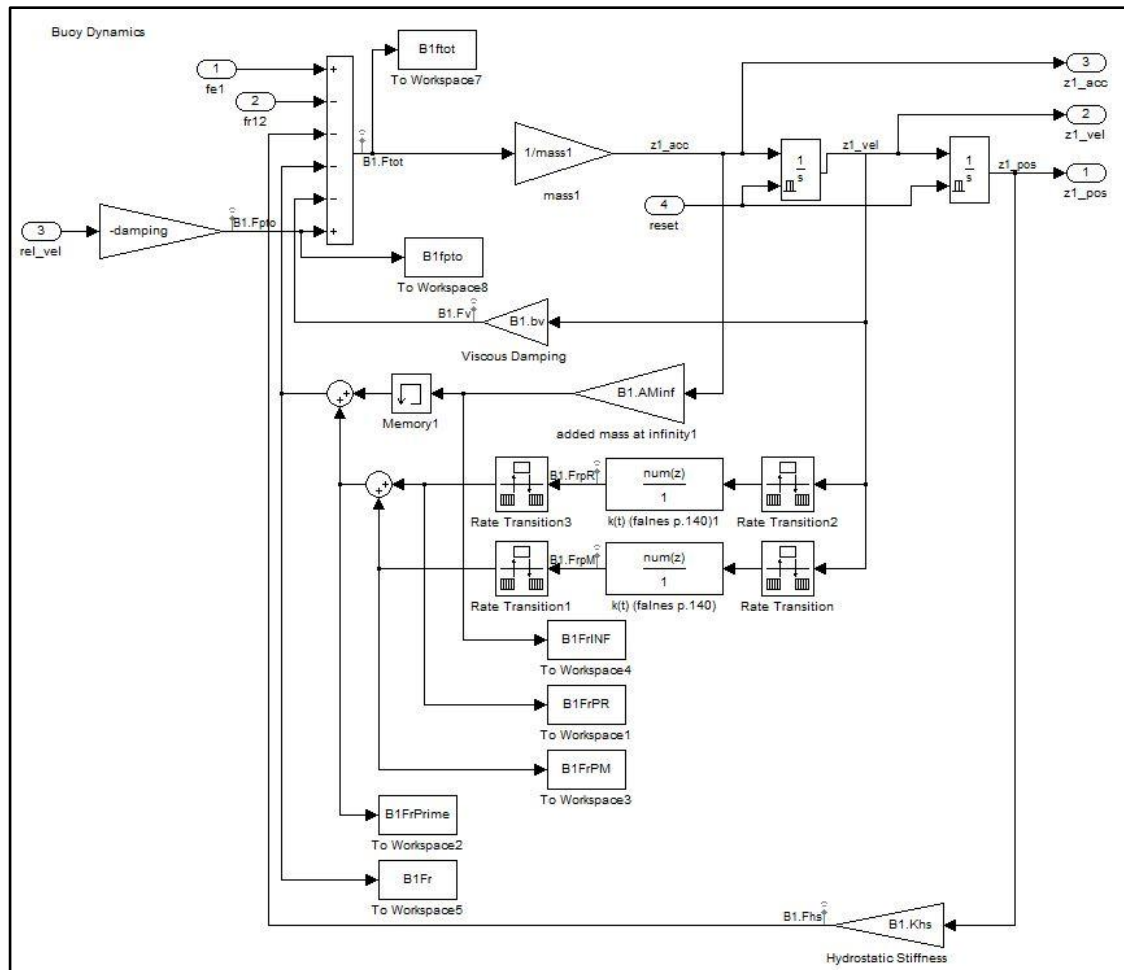 Buoy Dynamics
1
fe1
2
fr12
3
rel_vel
-damping
B1.Fpto
+
−
−
−
−
+
B1.Ftot
B1ftot
To Workspace7
B1fpto
To Workspace8
1/mass1
mass1
z1_acc
1
s
z1_vel
1
s
z1_pos
4
reset
3
z1_acc
2
z1_vel
1
z1_pos
B1.Fv
B1.bv
Viscous Damping
+
+
Memory1
B1.AMinf
added mass at infinity1
+
+
Rate Transition3
B1.FrpR
num(z)
1
k(t) (falnes p.140)1
Rate Transition2
Rate Transition1
B1.FrpM
num(z)
1
k(t) (falnes p.140)
Rate Transition
B1FrINF
To Workspace4
B1FrPR
To Workspace1
B1FrPM
To Workspace3
B1FrPrime
To Workspace2
B1Fr
To Workspace5
B1.Fhs
B1.Khs
Hydrostatic Stiffness